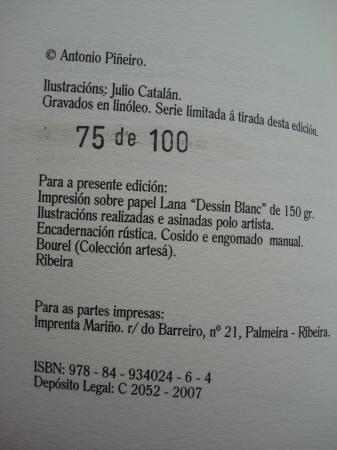 © Antonio Piñeiro.
Ilustracións: Julio Catalán.
Gravados en linóleo. Serie limitada á tirada desta edición.
75 de 100
Para a presente edición:
Impresión sobre papel Lana “Dessin Blanc” de 150 gr.
Ilustracións realizadas e asinadas polo artista.
Encadernación rústica. Cosido e engomado manual.
Bourel (Colección artesá).
Ribeira
Para as partes impresas:
Imprenta Mariño. r/ do Barreiro, nº 21, Palmeira - Ribeira.
ISBN: 978 - 84 - 934024 - 6 - 4
Depósito Legal: C 2052 - 2007